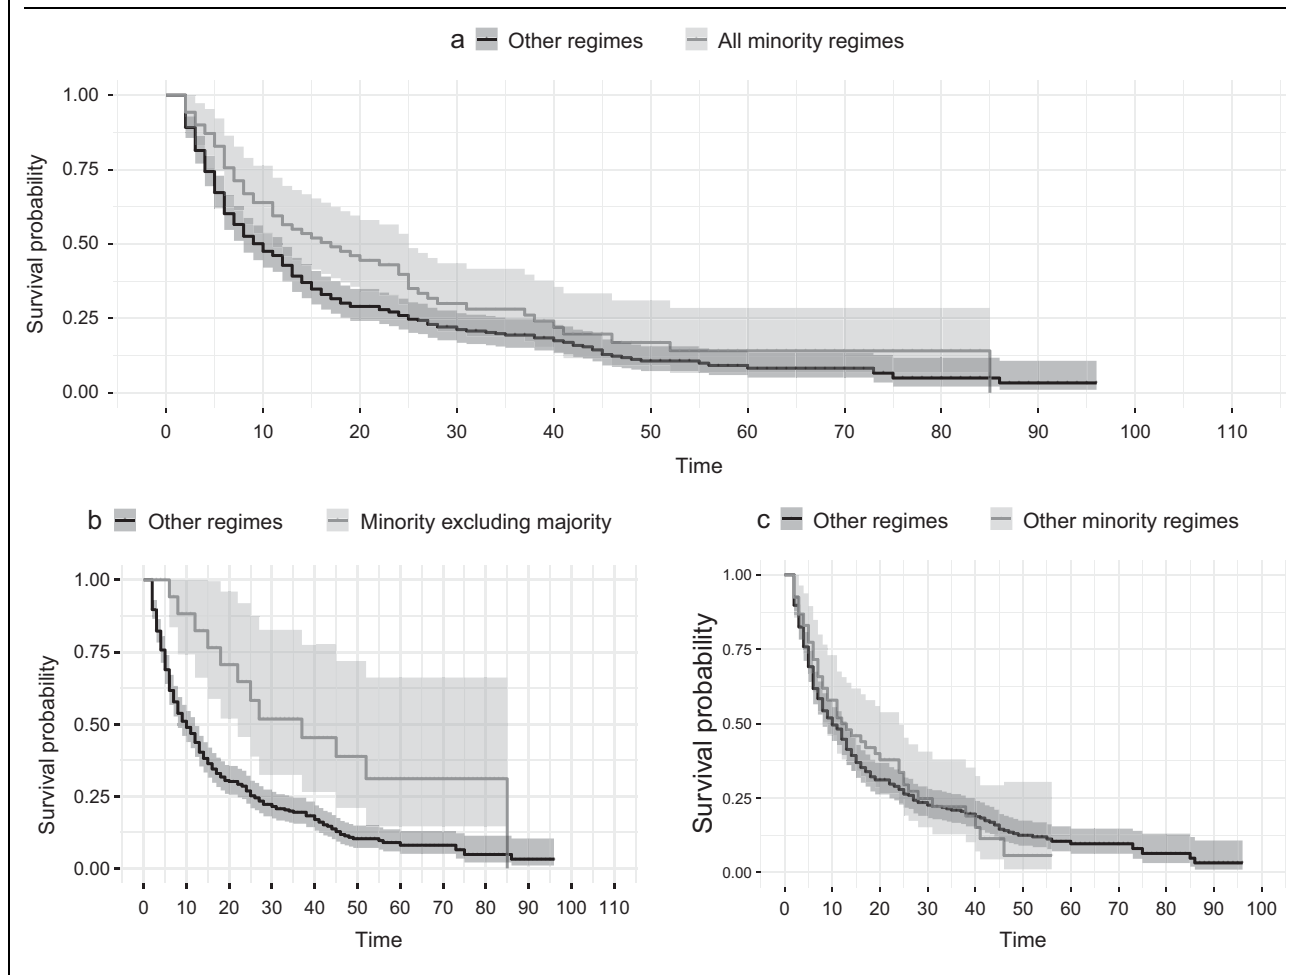 a Other regimes All minority regimes
Survival probability
1.00
0.75
0.50
0.25
0.00
0 10 20 30 40 50 60 70 80 90 100 110
Time
b Other regimes Minority excluding majority
Survival probability
1.00
0.75
0.50
0.25
0.00
0 10 20 30 40 50 60 70 80 90 100 110
Time
c Other regimes Other minority regimes
Survival probability
1.00
0.75
0.50
0.25
0.00
0 10 20 30 40 50 60 70 80 90 100
Time